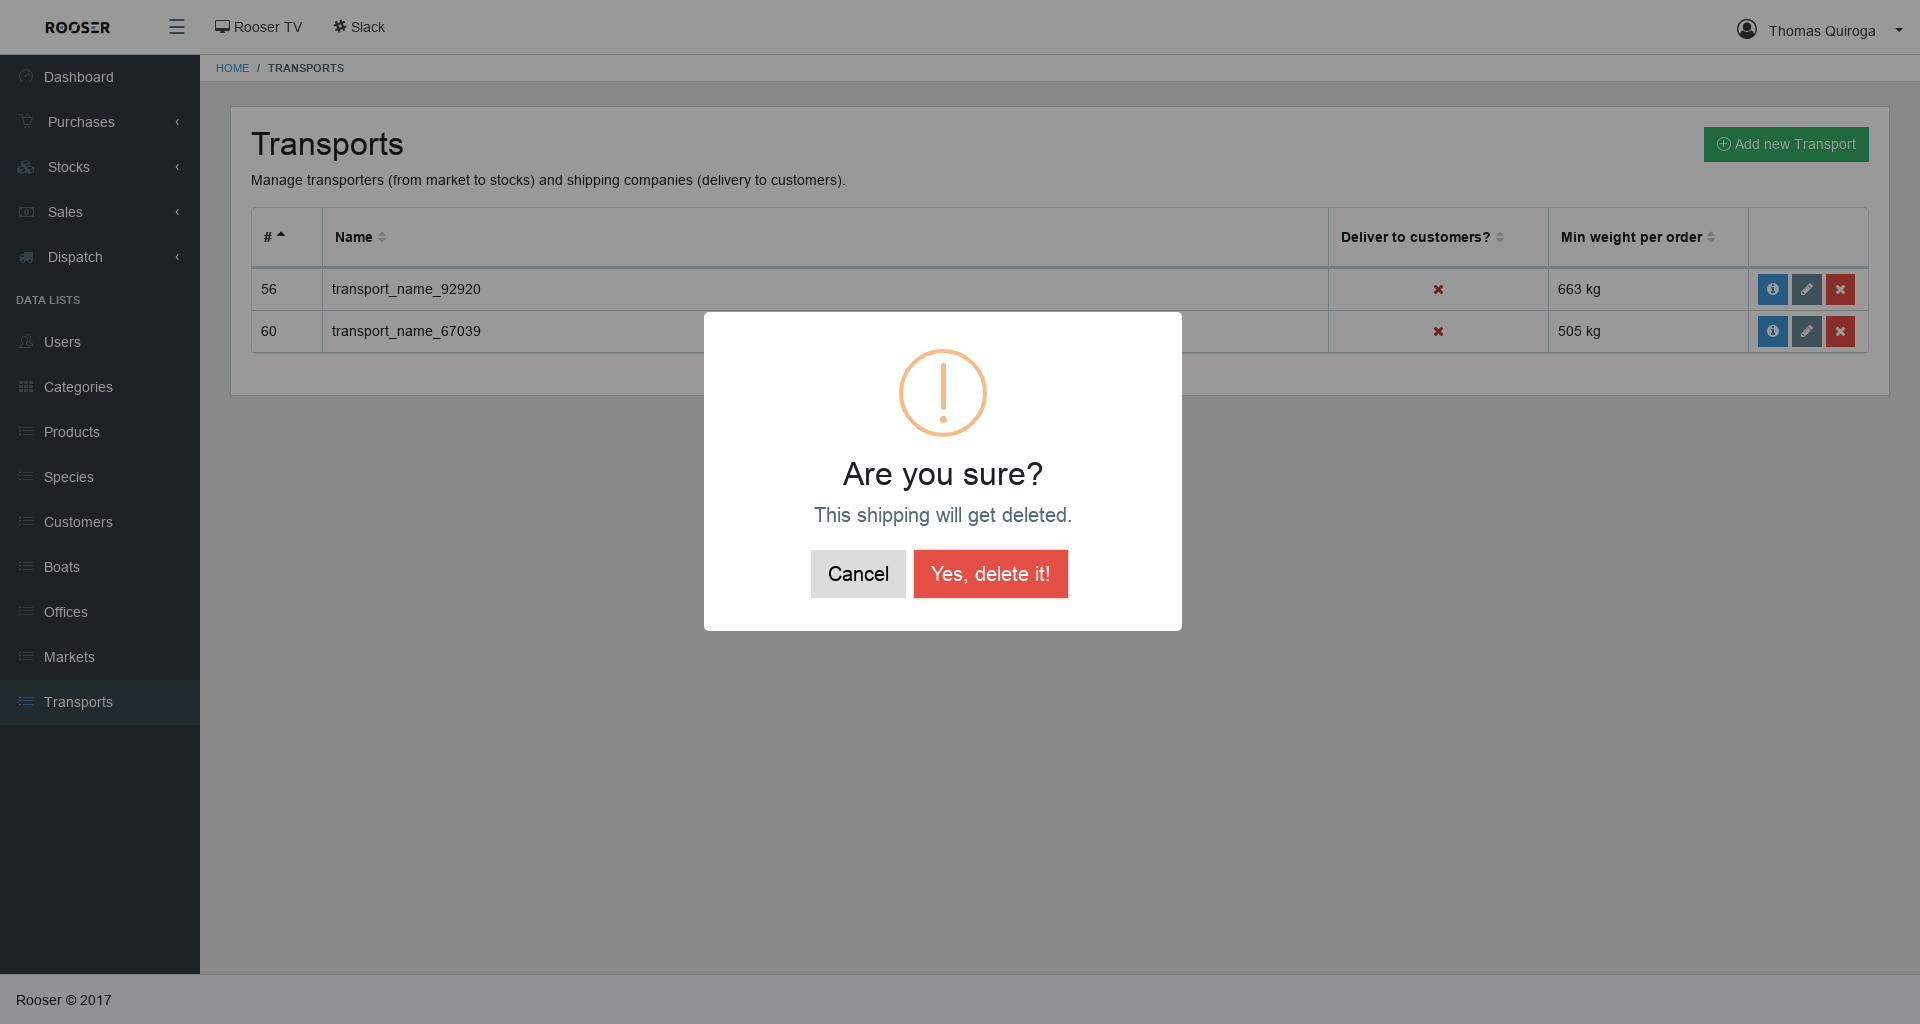 ROOSER
Rooser TV
Slack
Thomas Quiroga
HOME / TRANSPORTS
Dashboard
Purchases
Stocks
Sales
Dispatch
DATA LISTS
Users
Categories
Products
Species
Customers
Boats
Offices
Markets
Transports
Transports
Add new Transport
Manage transporters (from market to stocks) and shipping companies (delivery to customers).
# Name Deliver to customers? Min weight per order
56 transport_name_92920 663 kg
60 transport_name_67039 505 kg
Are you sure?
This shipping will get deleted.
Cancel
Yes, delete it!
Rooser © 2017